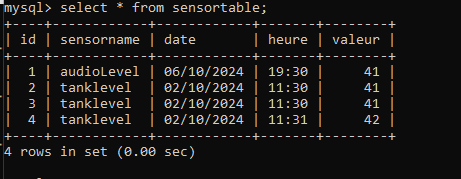 mysql> select * from sensortable;
+----+------------+------------+-------+--------+
| id | sensorname | date       | heure | valeur |
+----+------------+------------+-------+--------+
|  1 | audioLevel | 06/10/2024 | 19:30 |     41 |
|  2 | tanklevel  | 02/10/2024 | 11:30 |     41 |
|  3 | tanklevel  | 02/10/2024 | 11:30 |     41 |
|  4 | tanklevel  | 02/10/2024 | 11:31 |     42 |
+----+------------+------------+-------+--------+
4 rows in set (0.00 sec)